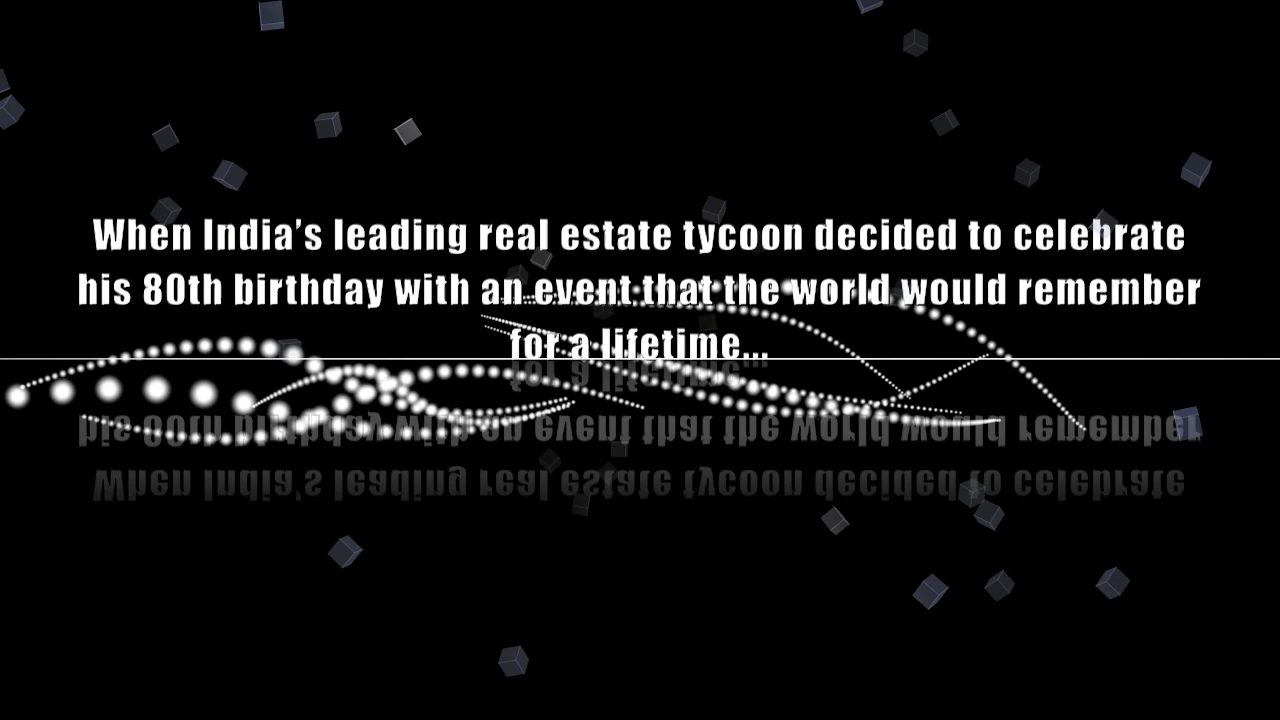 When India’s leading real estate tycoon decided to celebrate
his 80th birthday with an event that the world would remember
for a lifetime...